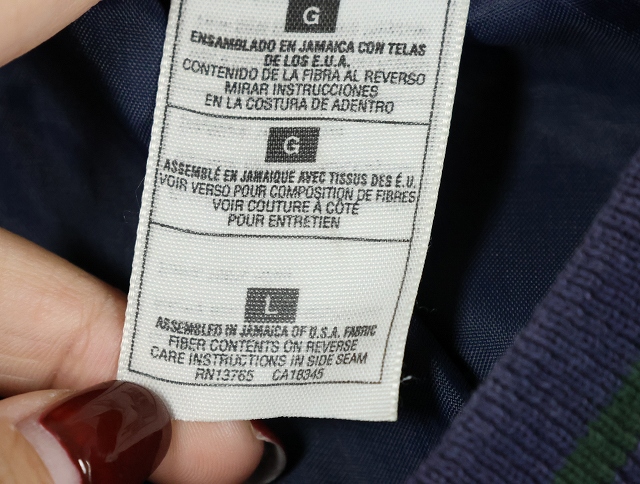 G
ENSAMBLADO EN JAMAICA CON TELAS
DE LOS E.U.A.
CONTENIDO DE LA FIBRA AL REVERSO
MIRAR INSTRUCCIONES
EN LA COSTURA DE ADENTRO
G
ASSEMBLÉ EN JAMAIQUE AVEC TISSUS DES É.U.
VOIR VERSO POUR COMPOSITION DE FIBRES
VOIR COUTURE À CÔTÉ
POUR ENTRETIEN
L
ASSEMBLED IN JAMAICA OF U.S.A. FABRIC
FIBER CONTENTS ON REVERSE
CARE INSTRUCTIONS IN SIDE SEAM
RN13765 CA18345